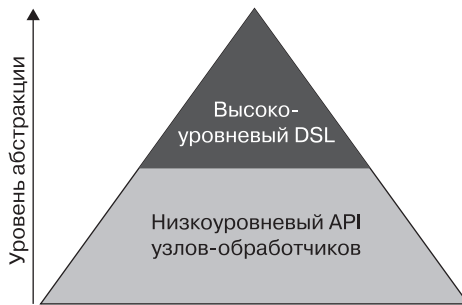 Уровень абстракции
Высоко-
уровневый DSL
Низкоуровневый API
узлов-обработчиков